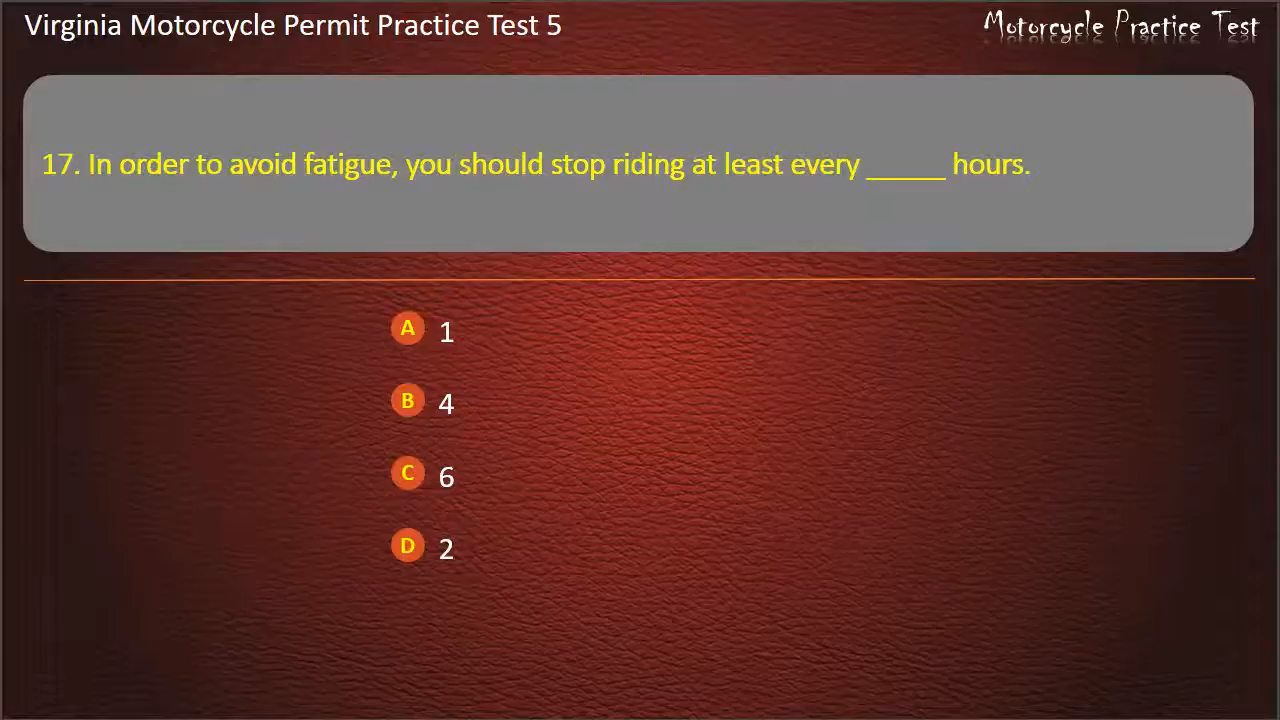 Virginia Motorcycle Permit Practice Test 5
Motorcycle Practice Test
17. In order to avoid fatigue, you should stop riding at least every _____ hours.
A 1
B 4
C 6
D 2